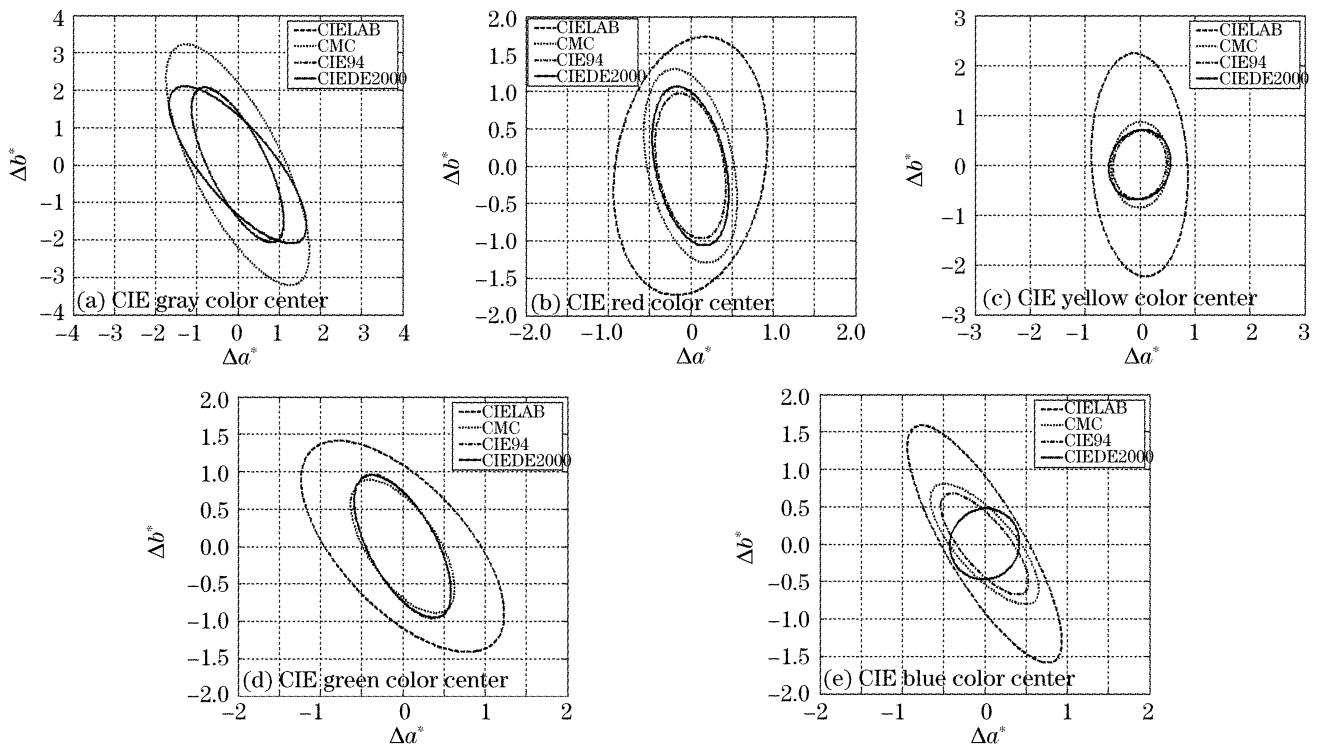 4
3
2
1
0
−1
−2
−3
−4
Δb*
CIELAB
CMC
CIE94
CIEDE2000
(a) CIE gray color center
−4 −3 −2 −1 0 1 2 3 4
Δa*
2.0
1.5
1.0
0.5
0
−0.5
−1.0
−1.5
−2.0
Δb*
CIELAB
CMC
CIE94
CIEDE2000
(b) CIE red color center
−2.0 −1.0 0 1.0 2.0
Δa*
3
2
1
0
−1
−2
−3
Δb*
CIELAB
CMC
CIE94
CIEDE2000
(c) CIE yellow color center
−3 −2 −1 0 1 2 3
Δa*
2.0
1.5
1.0
0.5
0.0
−0.5
−1.0
−1.5
−2.0
Δb*
CIELAB
CMC
CIE94
CIEDE2000
(d) CIE green color center
−2 −1 0 1 2
Δa*
2.0
1.5
1.0
0.5
0.0
−0.5
−1.0
−1.5
−2.0
Δb*
CIELAB
CMC
CIE94
CIEDE2000
(e) CIE blue color center
−2 −1 0 1 2
Δa*